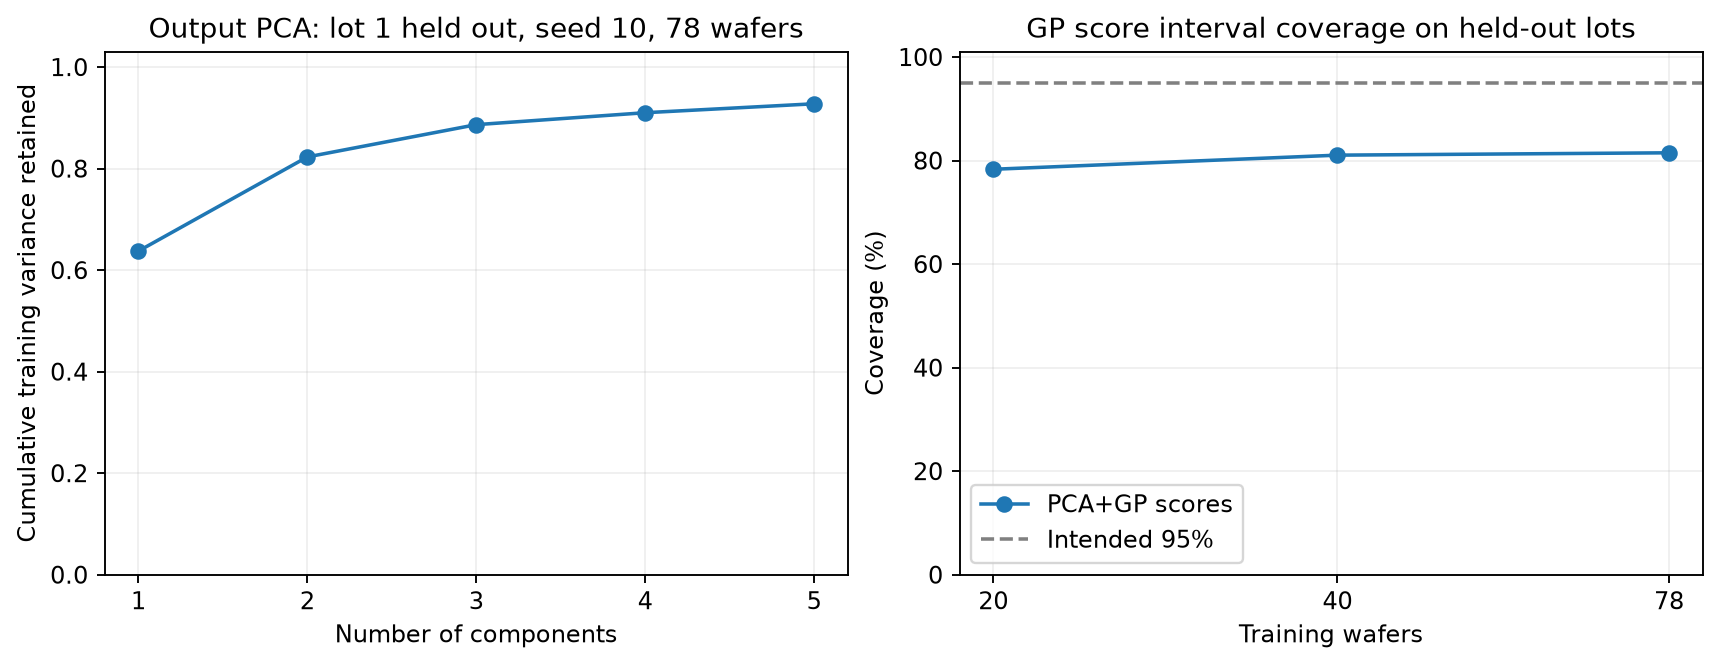 Output PCA: lot 1 held out, seed 10, 78 wafers
Cumulative training variance retained
1.0
0.8
0.6
0.4
0.2
0.0
1 2 3 4 5
Number of components
GP score interval coverage on held-out lots
Coverage (%)
100
80
60
40
20
0
PCA+GP scores
Intended 95%
20 40 78
Training wafers